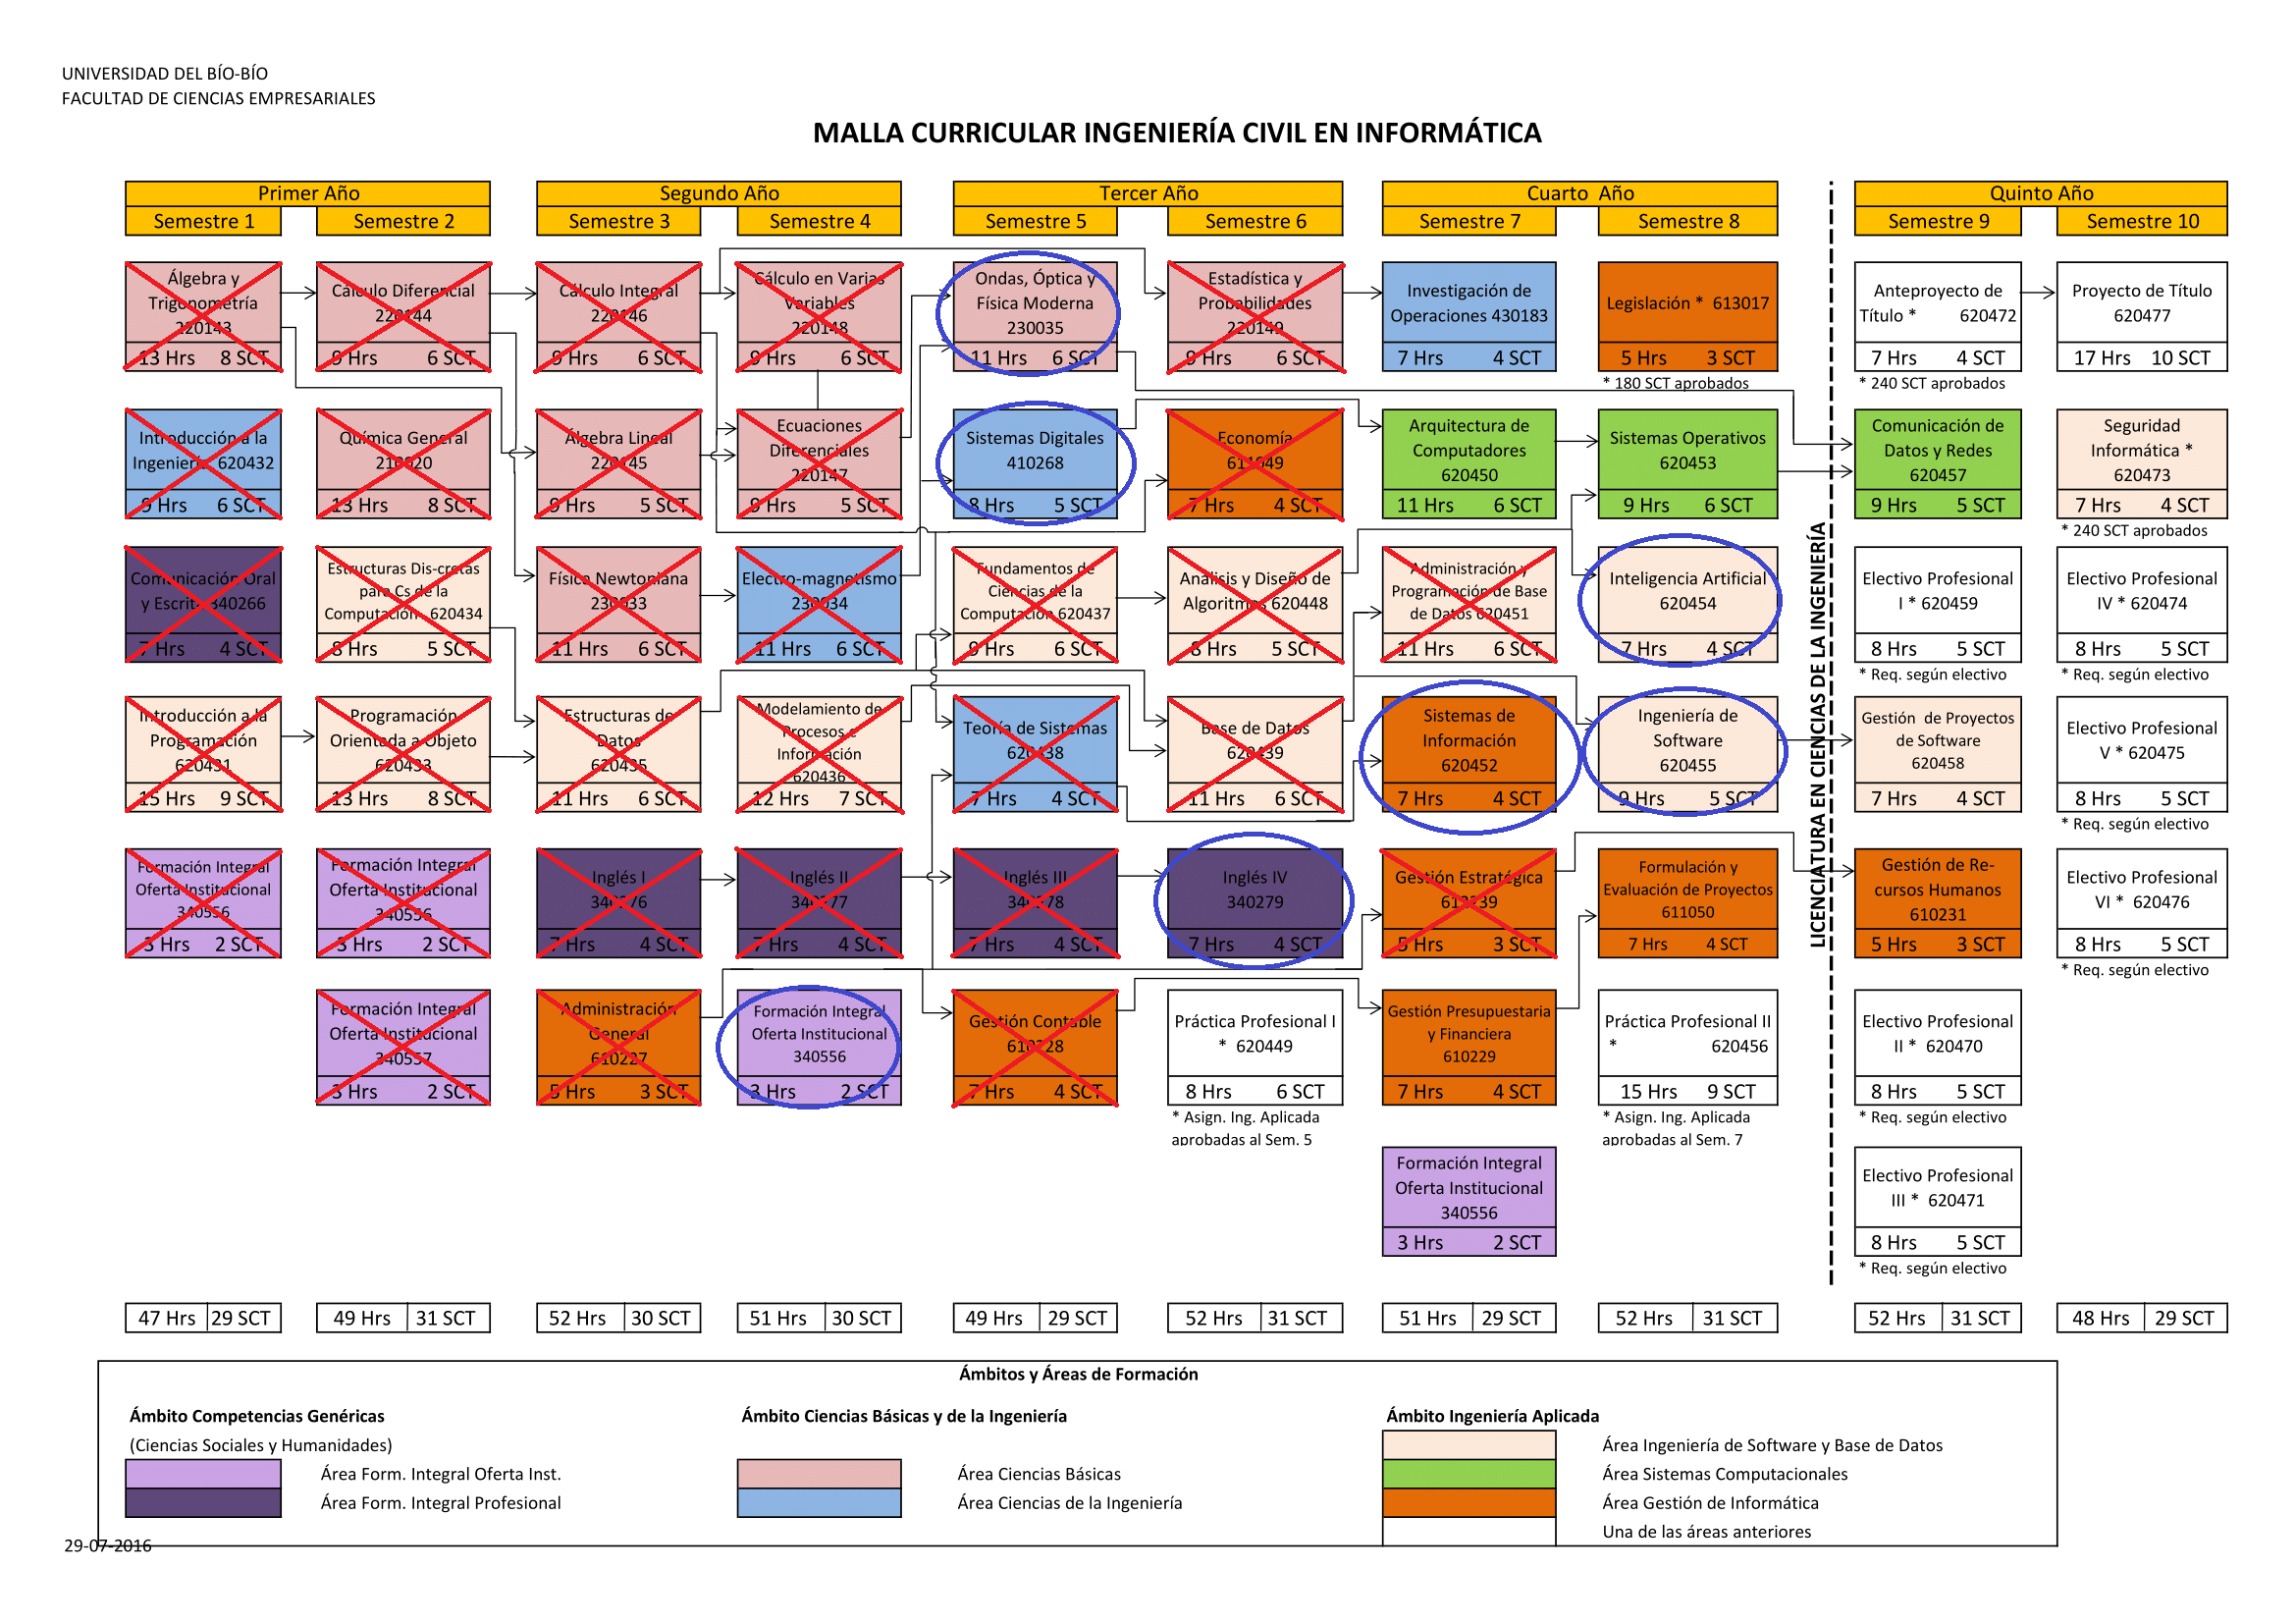 UNIVERSIDAD DEL BÍO-BÍO
FACULTAD DE CIENCIAS EMPRESARIALES
MALLA CURRICULAR INGENIERÍA CIVIL EN INFORMÁTICA
Primer Año
Semestre 1
Semestre 2
Segundo Año
Semestre 3
Semestre 4
Tercer Año
Semestre 5
Semestre 6
Cuarto Año
Semestre 7
Semestre 8
Quinto Año
Semestre 9
Semestre 10
Álgebra y
Trigonometría
220143
13 Hrs 8 SCT
Cálculo Diferencial
220144
9 Hrs 6 SCT
Cálculo Integral
220146
9 Hrs 6 SCT
Cálculo en Varias
Variables
220148
9 Hrs 6 SCT
Ondas, Óptica y
Física Moderna
230035
11 Hrs 6 SCT
Estadística y
Probabilidades
220149
9 Hrs 6 SCT
Investigación de
Operaciones 430183
7 Hrs 4 SCT
Legislación * 613017
5 Hrs 3 SCT
* 180 SCT aprobados
Anteproyecto de
Título * 620472
7 Hrs 4 SCT
* 240 SCT aprobados
Proyecto de Título
620477
17 Hrs 10 SCT
Introducción a la
Ingeniería 620432
9 Hrs 6 SCT
Química General
210020
13 Hrs 8 SCT
Álgebra Lineal
220145
9 Hrs 5 SCT
Ecuaciones
Diferenciales
220147
9 Hrs 5 SCT
Sistemas Digitales
410268
8 Hrs 5 SCT
Economía
611049
7 Hrs 4 SCT
Arquitectura de
Computadores
620450
11 Hrs 6 SCT
Sistemas Operativos
620453
9 Hrs 6 SCT
Comunicación de
Datos y Redes
620457
9 Hrs 5 SCT
Seguridad
Informática *
620473
7 Hrs 4 SCT
* 240 SCT aprobados
Comunicación Oral
y Escrita 340266
7 Hrs 4 SCT
Estructuras Dis-cretas
para Cs de la
Computación 620434
8 Hrs 5 SCT
Física Newtoniana
230033
11 Hrs 6 SCT
Electro-magnetismo
230034
11 Hrs 6 SCT
Fundamentos de
Ciencias de la
Computación 620437
9 Hrs 6 SCT
Análisis y Diseño de
Algoritmos 620448
8 Hrs 5 SCT
Administración y
Programación de Base
de Datos 620451
11 Hrs 6 SCT
Inteligencia Artificial
620454
7 Hrs 4 SCT
Electivo Profesional
I * 620459
8 Hrs 5 SCT
* Req. según electivo
Electivo Profesional
IV * 620474
8 Hrs 5 SCT
* Req. según electivo
Introducción a la
Programación
620431
15 Hrs 9 SCT
Programación
Orientada a Objeto
620433
13 Hrs 8 SCT
Estructuras de
Datos
620435
11 Hrs 6 SCT
Modelamiento de
Procesos e
Información
620436
12 Hrs 7 SCT
Teoría de Sistemas
620438
7 Hrs 4 SCT
Base de Datos
620439
11 Hrs 6 SCT
Sistemas de
Información
620452
7 Hrs 4 SCT
Ingeniería de
Software
620455
9 Hrs 5 SCT
Gestión de Proyectos
de Software
620458
7 Hrs 4 SCT
Electivo Profesional
V * 620475
8 Hrs 5 SCT
* Req. según electivo
Formación Integral
Oferta Institucional
340556
3 Hrs 2 SCT
Formación Integral
Oferta Institucional
340556
3 Hrs 2 SCT
Inglés I
340276
7 Hrs 4 SCT
Inglés II
340277
7 Hrs 4 SCT
Inglés III
340278
7 Hrs 4 SCT
Inglés IV
340279
7 Hrs 4 SCT
Gestión Estratégica
5 Hrs 3 SCT
Formulación y
Evaluación de Proyectos
611050
7 Hrs 4 SCT
Gestión de Re-
cursos Humanos
610231
5 Hrs 3 SCT
Electivo Profesional
VI * 620476
8 Hrs 5 SCT
* Req. según electivo
Formación Integral
Oferta Institucional
340557
3 Hrs 2 SCT
Administración
General
610227
5 Hrs 3 SCT
Formación Integral
Oferta Institucional
340556
3 Hrs 2 SCT
Gestión Contable
610228
7 Hrs 4 SCT
Práctica Profesional I
* 620449
8 Hrs 6 SCT
* Asign. Ing. Aplicada
aprobadas al Sem. 5
Gestión Presupuestaria
y Financiera
610229
7 Hrs 4 SCT
Práctica Profesional II
* 620456
15 Hrs 9 SCT
* Asign. Ing. Aplicada
aprobadas al Sem. 7
Electivo Profesional
II * 620470
8 Hrs 5 SCT
* Req. según electivo
Formación Integral
Oferta Institucional
340556
3 Hrs 2 SCT
Electivo Profesional
III * 620471
8 Hrs 5 SCT
* Req. según electivo
LICENCIATURA EN CIENCIAS DE LA INGENIERÍA
47 Hrs 29 SCT
49 Hrs 31 SCT
52 Hrs 30 SCT
51 Hrs 30 SCT
49 Hrs 29 SCT
52 Hrs 31 SCT
51 Hrs 29 SCT
52 Hrs 31 SCT
52 Hrs 31 SCT
48 Hrs 29 SCT
Ámbitos y Áreas de Formación
Ámbito Competencias Genéricas
(Ciencias Sociales y Humanidades)
Área Form. Integral Oferta Inst.
Área Form. Integral Profesional
Ámbito Ciencias Básicas y de la Ingeniería
Área Ciencias Básicas
Área Ciencias de la Ingeniería
Ámbito Ingeniería Aplicada
Área Ingeniería de Software y Base de Datos
Área Sistemas Computacionales
Área Gestión de Informática
Una de las áreas anteriores
29-07-2016